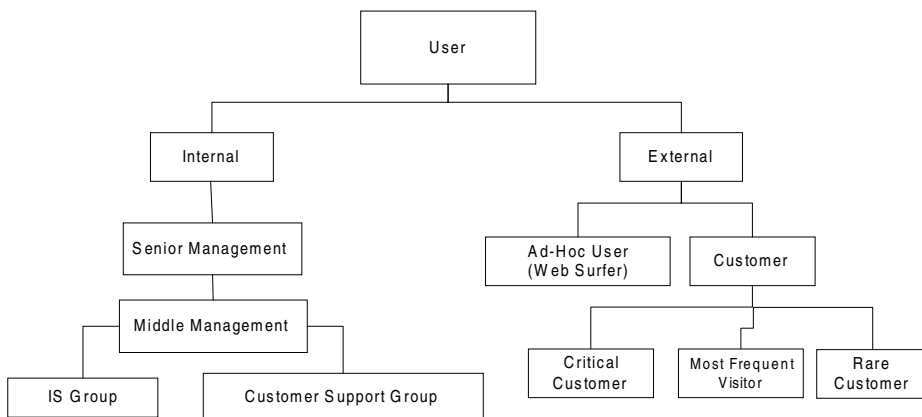 User
Internal
External
Senior Management
Ad-Hoc User
(Web Surfer)
Customer
Middle Management
Critical
Customer
Most Frequent
Visitor
Rare
Customer
IS Group
Customer Support Group